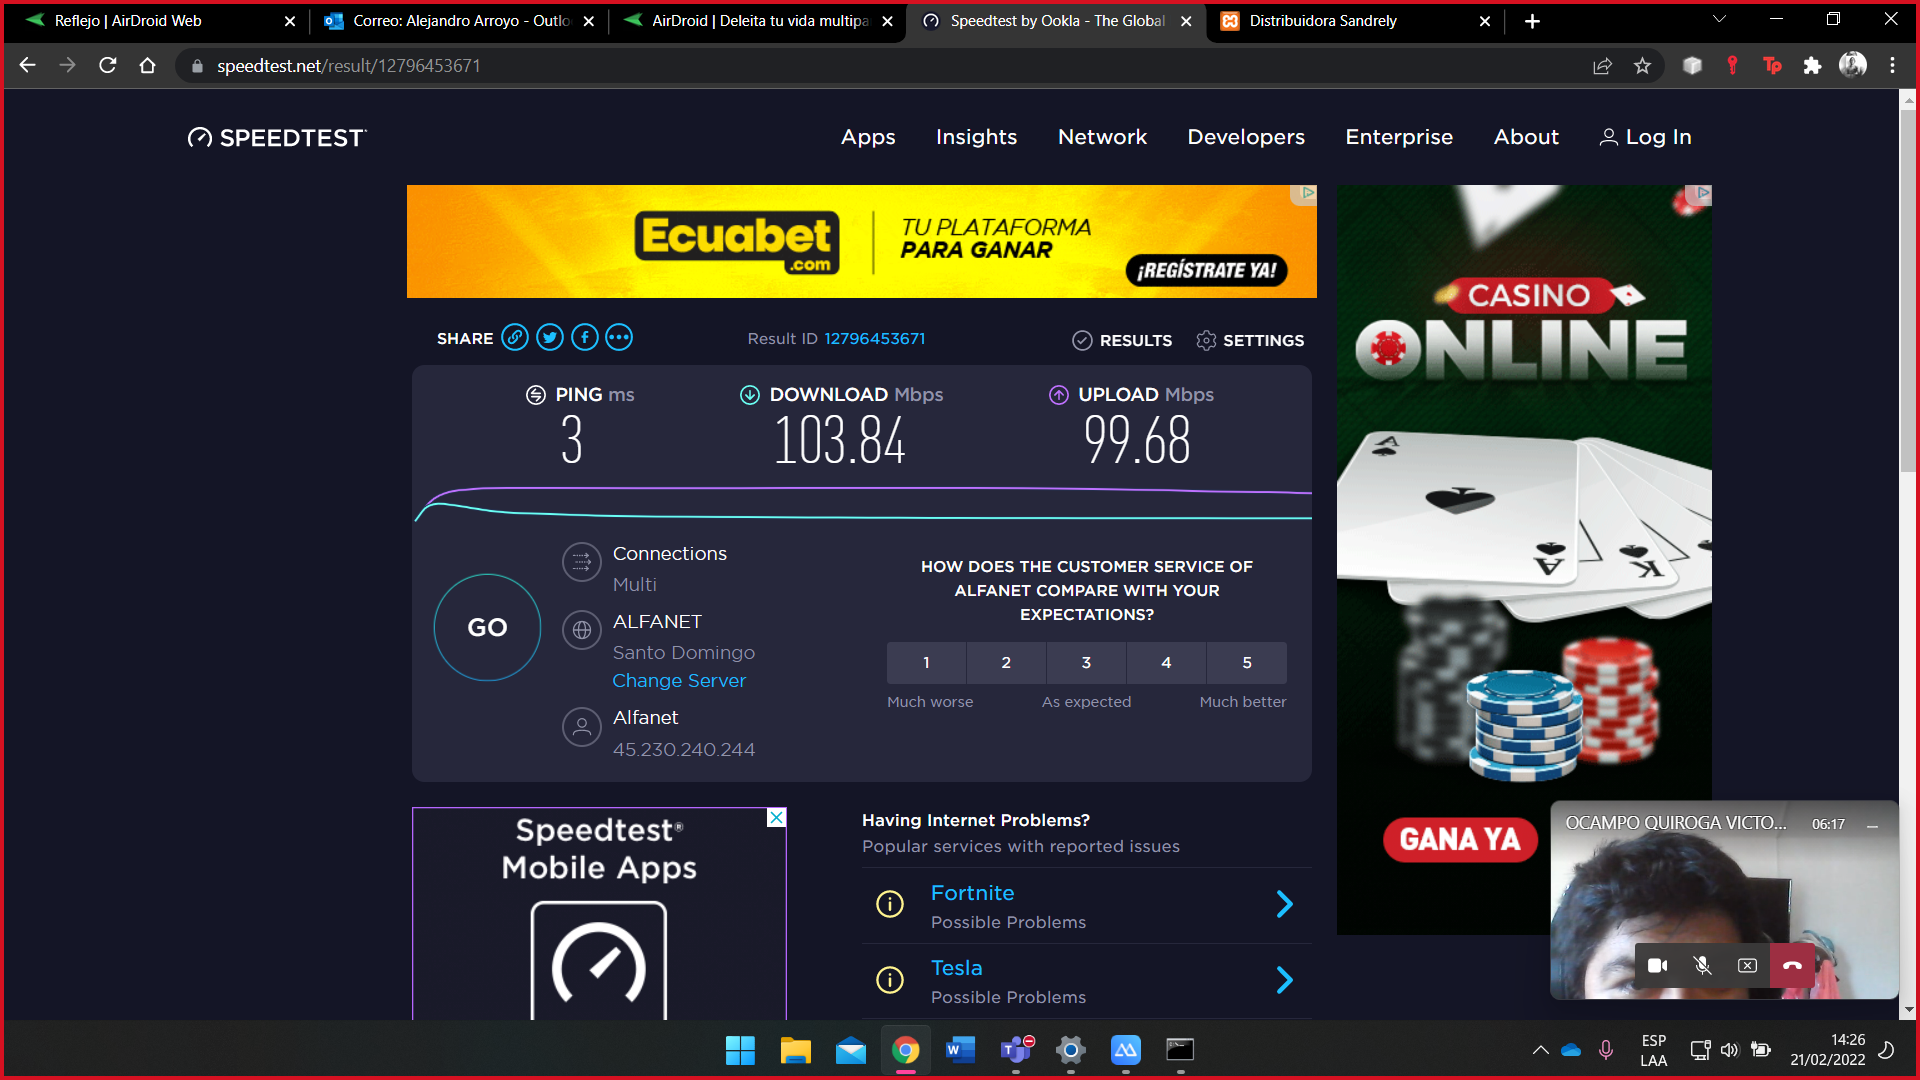 Reflejo | AirDroid Web
Correo: Alejandro Arroyo - Outlo
AirDroid | Deleita tu vida multipa
Speedtest by Ookla - The Global
Distribuidora Sandrely
speedtest.net/result/12796453671
Tp
SPEEDTEST
Apps
Insights
Network
Developers
Enterprise
About
Log In
Ecuabet
.com
TU PLATAFORMA
PARA GANAR
¡REGÍSTRATE YA!
CASINO
ONLINE
SHARE
Result ID 12796453671
RESULTS
SETTINGS
PING ms
3
DOWNLOAD Mbps
103.84
UPLOAD Mbps
99.68
GO
Connections
Multi
ALFANET
Santo Domingo
Change Server
Alfanet
45.230.240.244
HOW DOES THE CUSTOMER SERVICE OF
ALFANET COMPARE WITH YOUR
EXPECTATIONS?
1 2 3 4 5
Much worse
As expected
Much better
A
A
K
GANA YA
Speedtest®
Mobile Apps
Having Internet Problems?
Popular services with reported issues
Fortnite
Possible Problems
Tesla
Possible Problems
OCAMPO QUIROGA VICTO...
06:17
ESP
LAA
14:26
21/02/2022